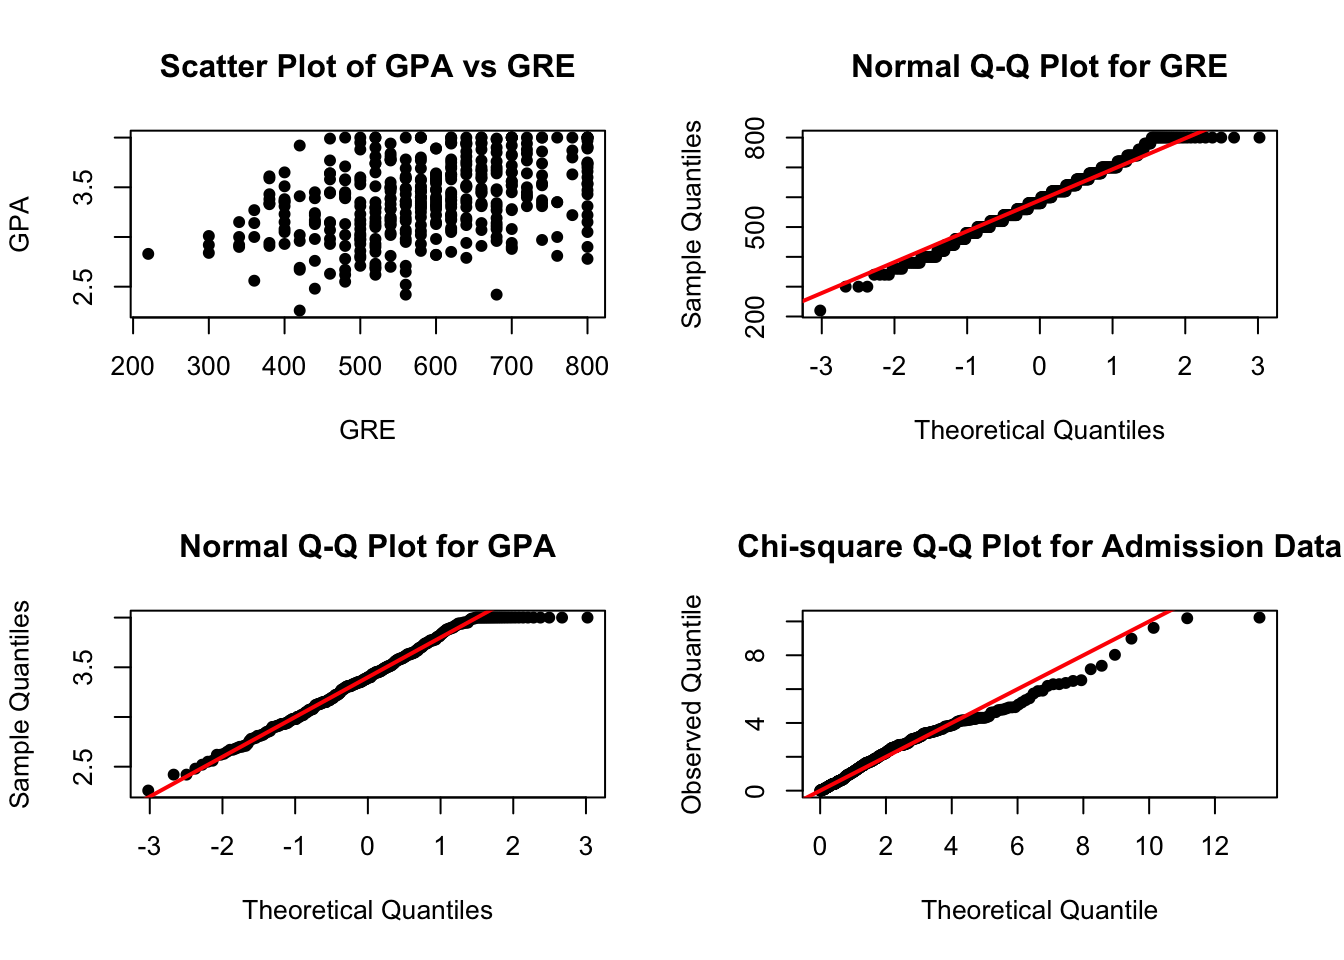 Scatter Plot of GPA vs GRE
GPA
3.5
2.5
200 300 400 500 600 700 800
GRE
Normal Q-Q Plot for GRE
Sample Quantiles
800
500
200
-3 -2 -1 0 1 2 3
Theoretical Quantiles
Normal Q-Q Plot for GPA
Sample Quantiles
3.5
2.5
-3 -2 -1 0 1 2 3
Theoretical Quantiles
Chi-square Q-Q Plot for Admission Data
Observed Quantile
8
4
0
0 2 4 6 8 10 12
Theoretical Quantile